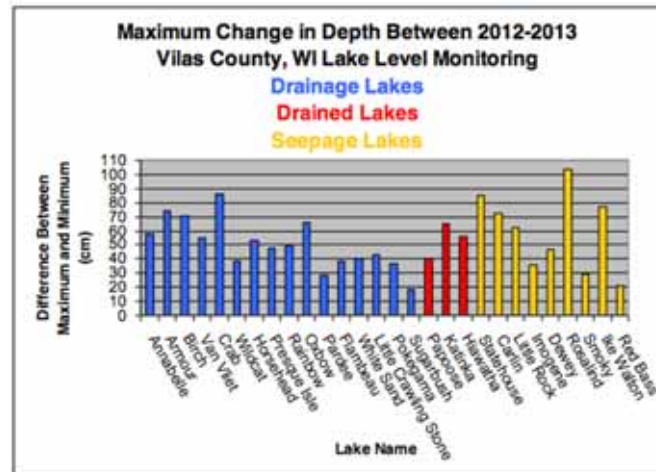 Maximum Change in Depth Between 2012-2013
Vilas County, WI Lake Level Monitoring
Drainage Lakes
Drained Lakes
Seepage Lakes
Difference Between
Maximum and Minimum
(cm)
110
100
90
80
70
60
50
40
30
20
10
0
Annabelle
Armour
Birch
Van Vliet
Crab
Wildcat
Horsehead
Presque Isle
Rainbow
Oxbow
Pardee
Flambeau
White Sand
Little Crawling Stone
Pokegama
Sugarbush
Papoose
Katinka
Hiawatha
Statehouse
Carlin
Little Rock
Imogene
Dewey
Rosalind
Smoky
Ike Walton
Red Bass
Lake Name